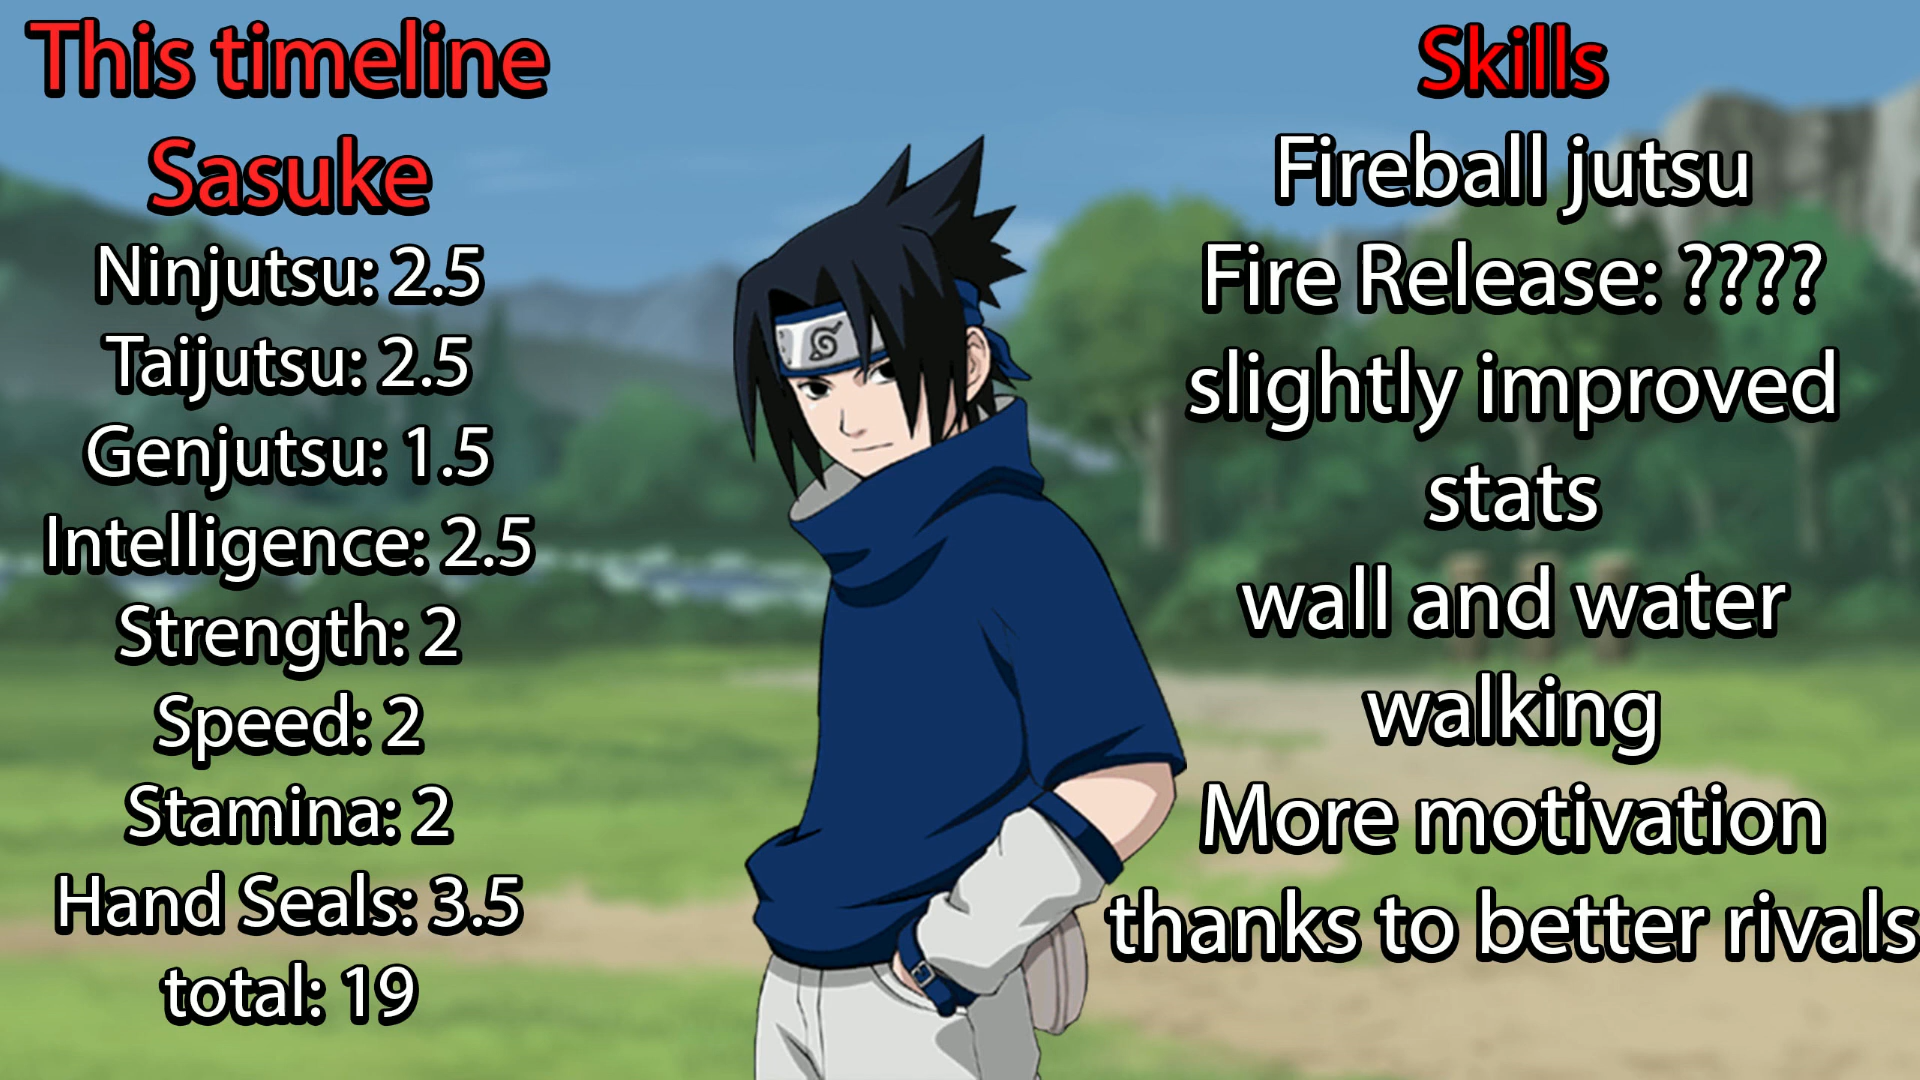 This timeline
Sasuke
Ninjutsu: 2.5
Taijutsu: 2.5
Genjutsu: 1.5
Intelligence: 2.5
Strength: 2
Speed: 2
Stamina: 2
Hand Seals: 3.5
total: 19
Skills
Fireball jutsu
Fire Release: ????
slightly improved
stats
wall and water
walking
More motivation
thanks to better rivals